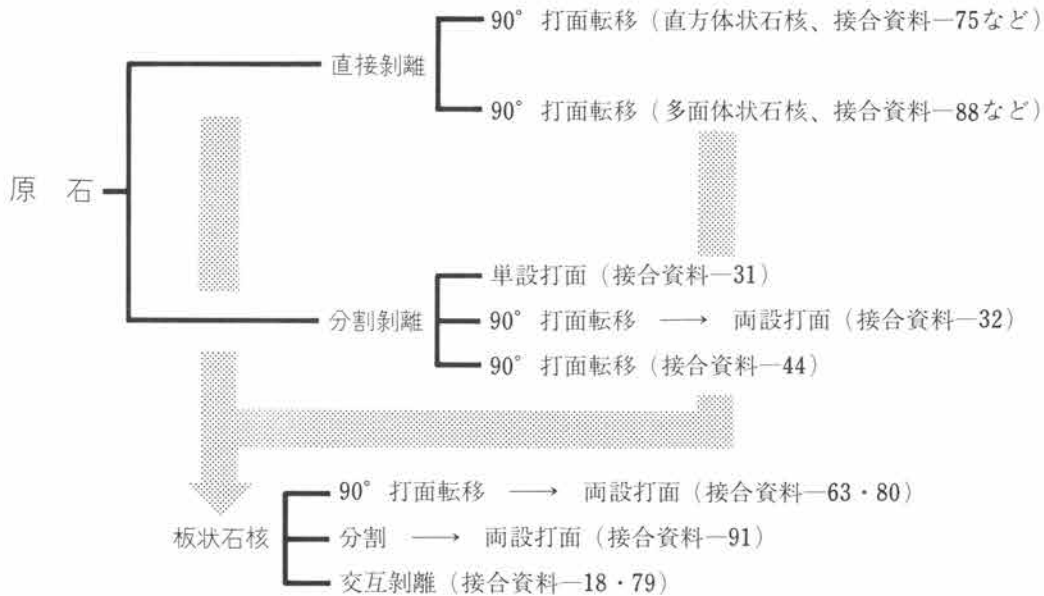 90° 打面転移（直方体状石核、接合資料―75など）
直接剝離
90° 打面転移（多面体状石核、接合資料―88など）
原　石
単設打面（接合資料―31）
分割剝離
90° 打面転移 ⟶ 両設打面（接合資料―32）
90° 打面転移（接合資料―44）
90° 打面転移 ⟶ 両設打面（接合資料―63・80）
板状石核
分割 ⟶ 両設打面（接合資料―91）
交互剝離（接合資料―18・79）